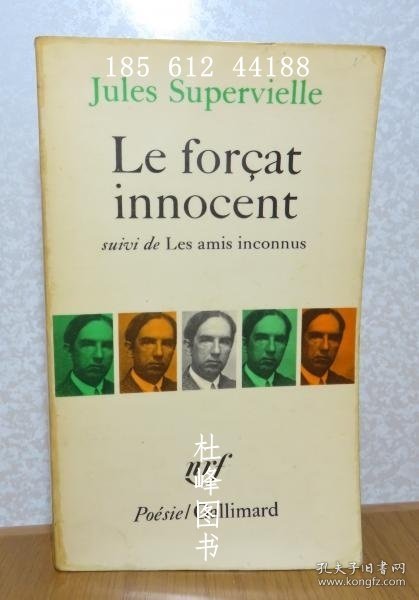 185 612 44188
Jules Supervielle
Le forçat
innocent
suivi de Les amis inconnus
nrf
Poésie/Gallimard
杜峰图书
孔夫子旧书网